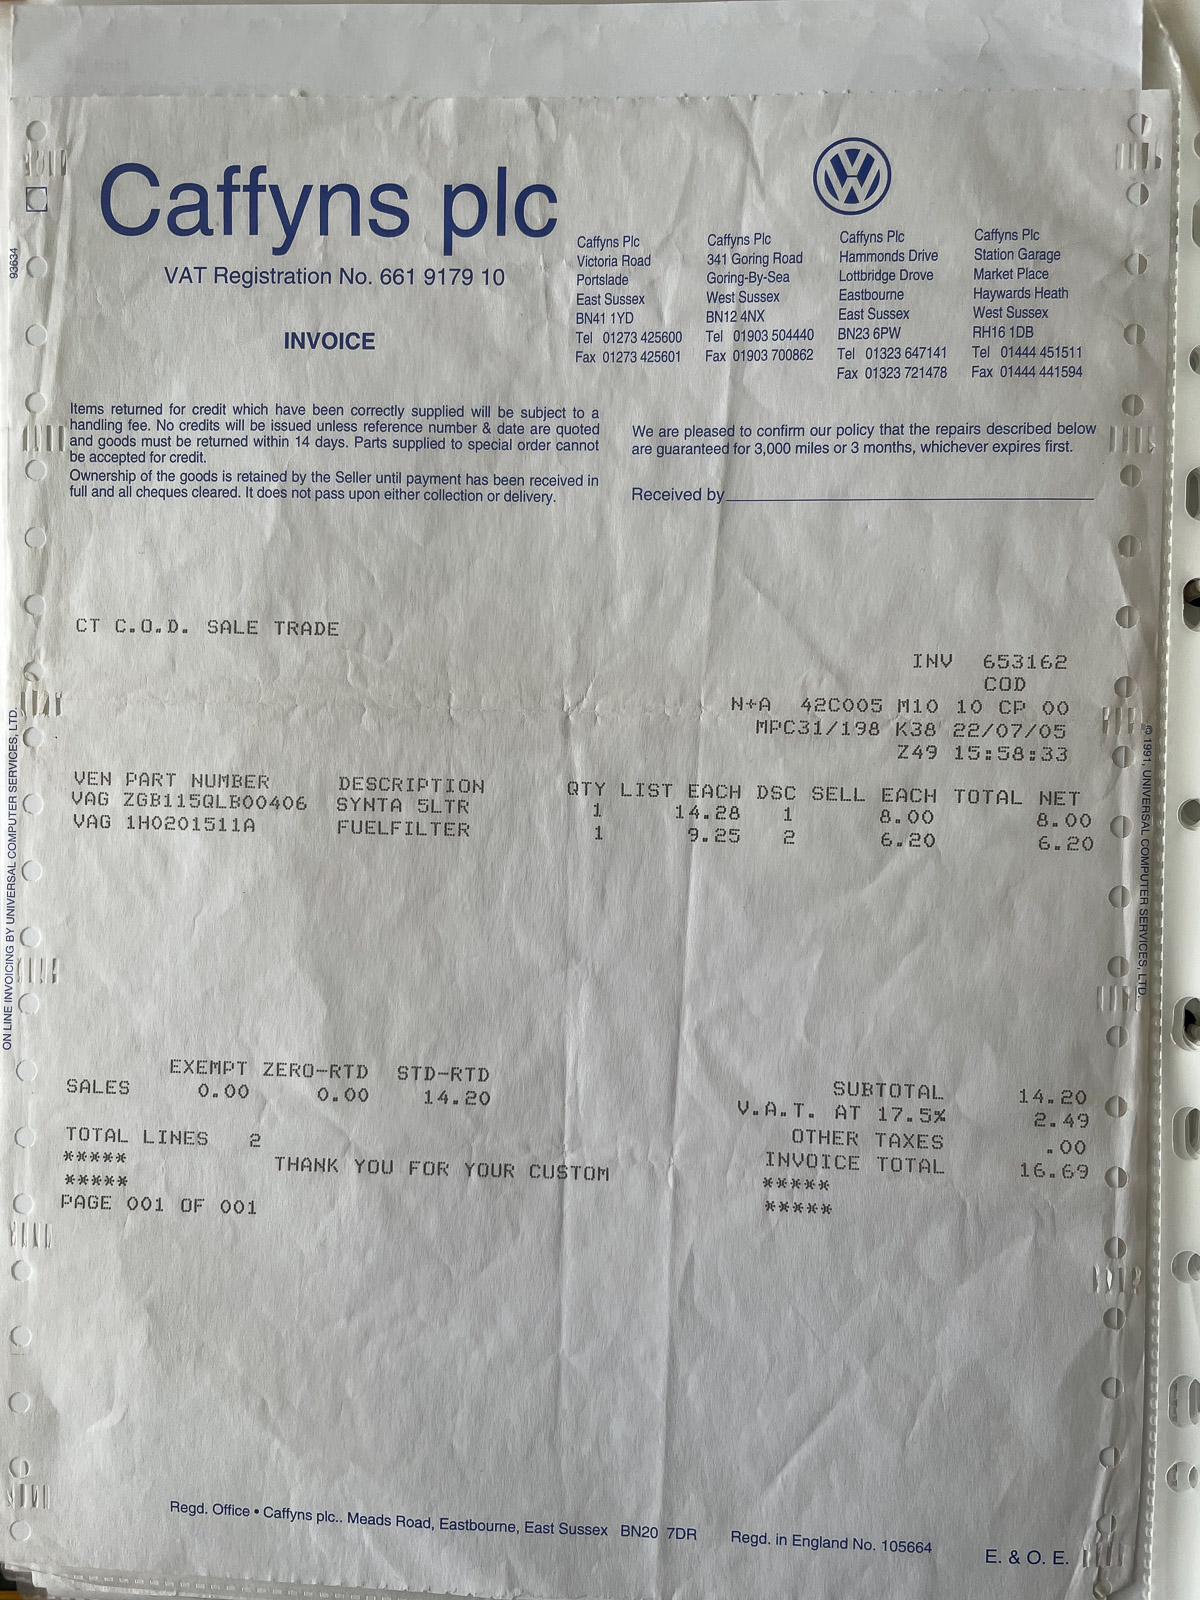 Caffyns plc
VAT Registration No. 661 9179 10
INVOICE
VW
Caffyns Plc
Victoria Road
Portslade
East Sussex
BN41 1YD
Tel 01273 425600
Fax 01273 425601
Caffyns Plc
341 Goring Road
Goring-By-Sea
West Sussex
BN12 4NX
Tel 01903 504440
Fax 01903 700862
Caffyns Plc
Hammonds Drive
Lottbridge Drove
Eastbourne
East Sussex
BN23 6PW
Tel 01323 647141
Fax 01323 721478
Caffyns Plc
Station Garage
Market Place
Haywards Heath
West Sussex
RH16 1DB
Tel 01444 451511
Fax 01444 441594
93634
Items returned for credit which have been correctly supplied will be subject to a
handling fee. No credits will be issued unless reference number & date are quoted
and goods must be returned within 14 days. Parts supplied to special order cannot
be accepted for credit.
Ownership of the goods is retained by the Seller until payment has been received in
full and all cheques cleared. It does not pass upon either collection or delivery.
We are pleased to confirm our policy that the repairs described below
are guaranteed for 3,000 miles or 3 months, whichever expires first.
Received by
CT C.O.D. SALE TRADE
INV 653162
COD
N+A 42C005 M10 10 CP 00
MPC31/198 K38 22/07/05
Z49 15:58:33
VEN PART NUMBER DESCRIPTION QTY LIST EACH DSC SELL EACH TOTAL NET
VAG ZGB115QLB00406 SYNTA 5LTR 1 14.28 1 8.00 8.00
VAG 1H0201511A FUELFILTER 1 9.25 2 6.20 6.20
ON LINE INVOICING BY UNIVERSAL COMPUTER SERVICES, LTD.
© 1991, UNIVERSAL COMPUTER SERVICES, LTD.
EXEMPT ZERO-RTD STD-RTD
SALES 0.00 0.00 14.20
SUBTOTAL 14.20
V.A.T. AT 17.5% 2.49
OTHER TAXES .00
INVOICE TOTAL 16.69
TOTAL LINES 2
*****
THANK YOU FOR YOUR CUSTOM
*****
*****
*****
PAGE 001 OF 001
Regd. Office • Caffyns plc.. Meads Road, Eastbourne, East Sussex BN20 7DR Regd. in England No. 105664
E. & O. E.